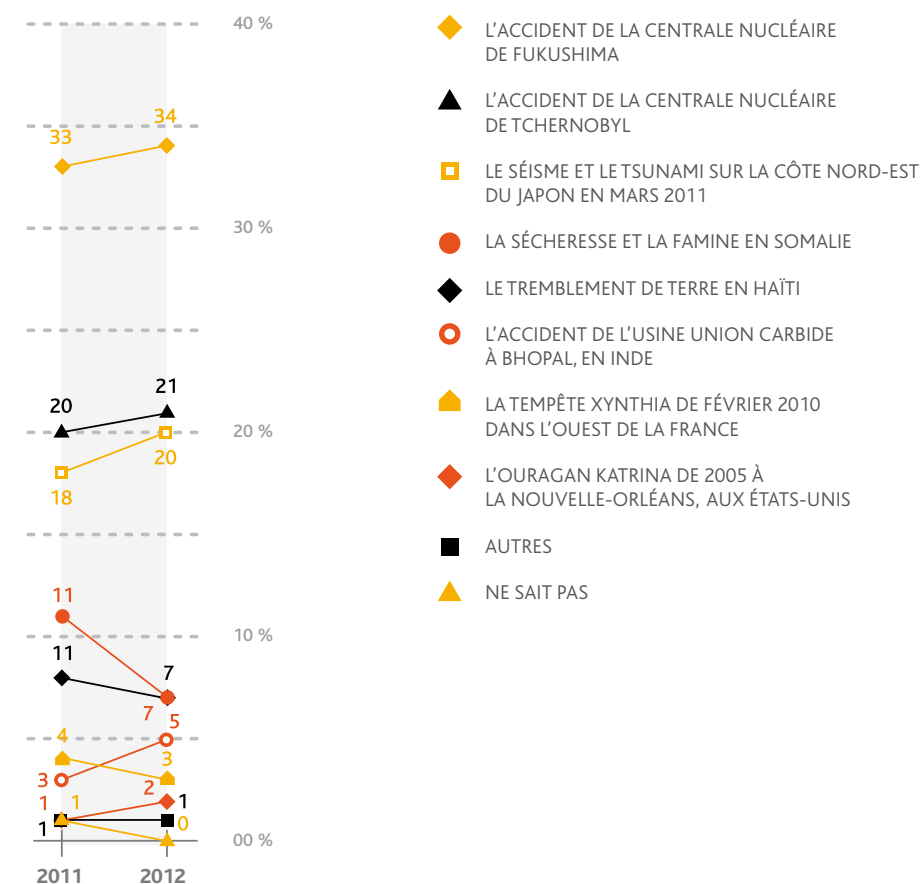 40 %
34
33
30 %
21
20
20 %
20
18
11
10 %
11
7
7
5
4
3
3
2
1
1
1
1
0
00 %
2011
2012
L'ACCIDENT DE LA CENTRALE NUCLÉAIRE
DE FUKUSHIMA
L'ACCIDENT DE LA CENTRALE NUCLÉAIRE
DE TCHERNOBYL
LE SÉISME ET LE TSUNAMI SUR LA CÔTE NORD-EST
DU JAPON EN MARS 2011
LA SÉCHERESSE ET LA FAMINE EN SOMALIE
LE TREMBLEMENT DE TERRE EN HAÏTI
L'ACCIDENT DE L'USINE UNION CARBIDE
À BHOPAL, EN INDE
LA TEMPÊTE XYNTHIA DE FÉVRIER 2010
DANS L'OUEST DE LA FRANCE
L'OURAGAN KATRINA DE 2005 À
LA NOUVELLE-ORLÉANS, AUX ÉTATS-UNIS
AUTRES
NE SAIT PAS